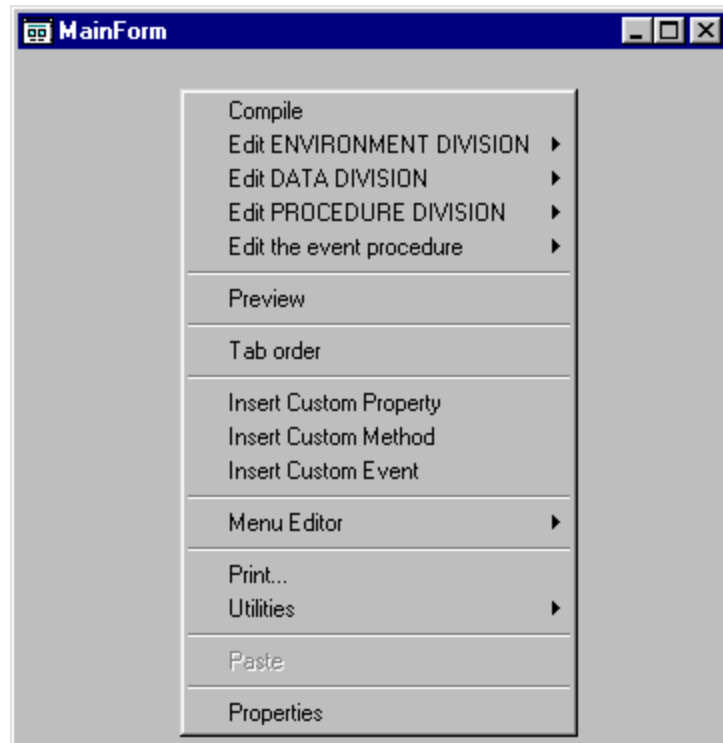 MainForm
Compile
Edit ENVIRONMENT DIVISION
Edit DATA DIVISION
Edit PROCEDURE DIVISION
Edit the event procedure
Preview
Tab order
Insert Custom Property
Insert Custom Method
Insert Custom Event
Menu Editor
Print...
Utilities
Paste
Properties